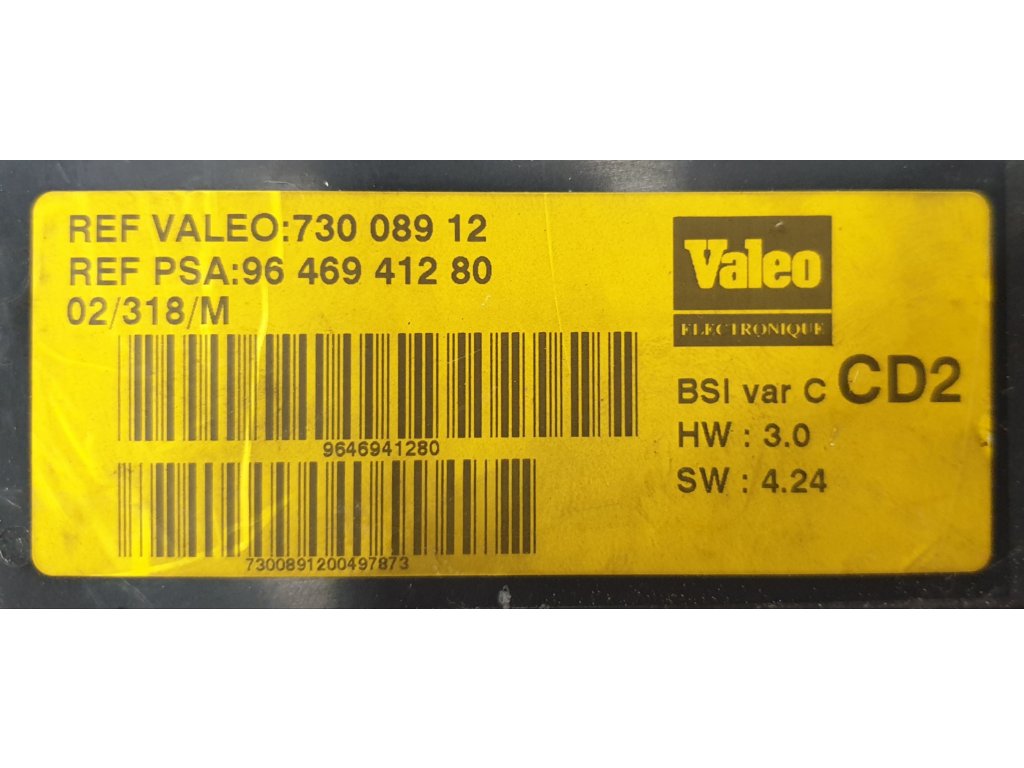 REF VALEO:730 089 12
REF PSA:96 469 412 80
02/318/M
9646941280
7300891200497873
Valeo
ELECTRONIQUE
BSI var C CD2
HW : 3.0
SW : 4.24